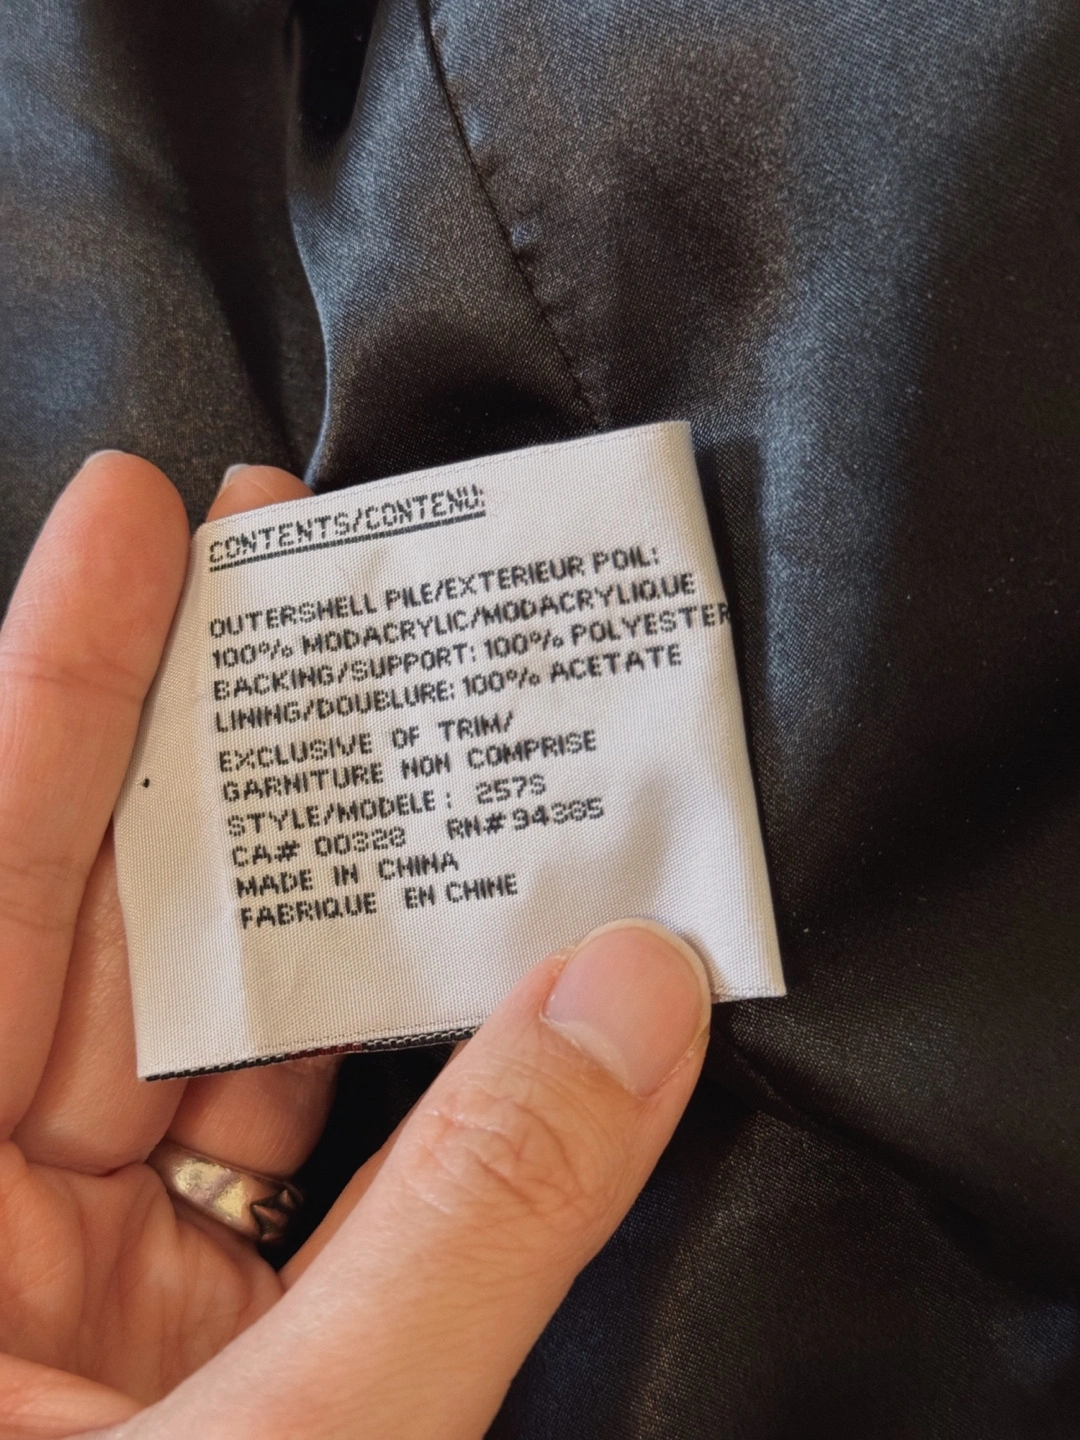 CONTENTS/CONTENU:
OUTERSHELL PILE/EXTERIEUR POIL:
100% MODACRYLIC/MODACRYLIQUE
BACKING/SUPPORT: 100% POLYESTER
LINING/DOUBLURE: 100% ACETATE
EXCLUSIVE OF TRIM/
GARNITURE NON COMPRISE
STYLE/MODELE: 257S
CA# 00328 RN# 94385
MADE IN CHINA
FABRIQUE EN CHINE